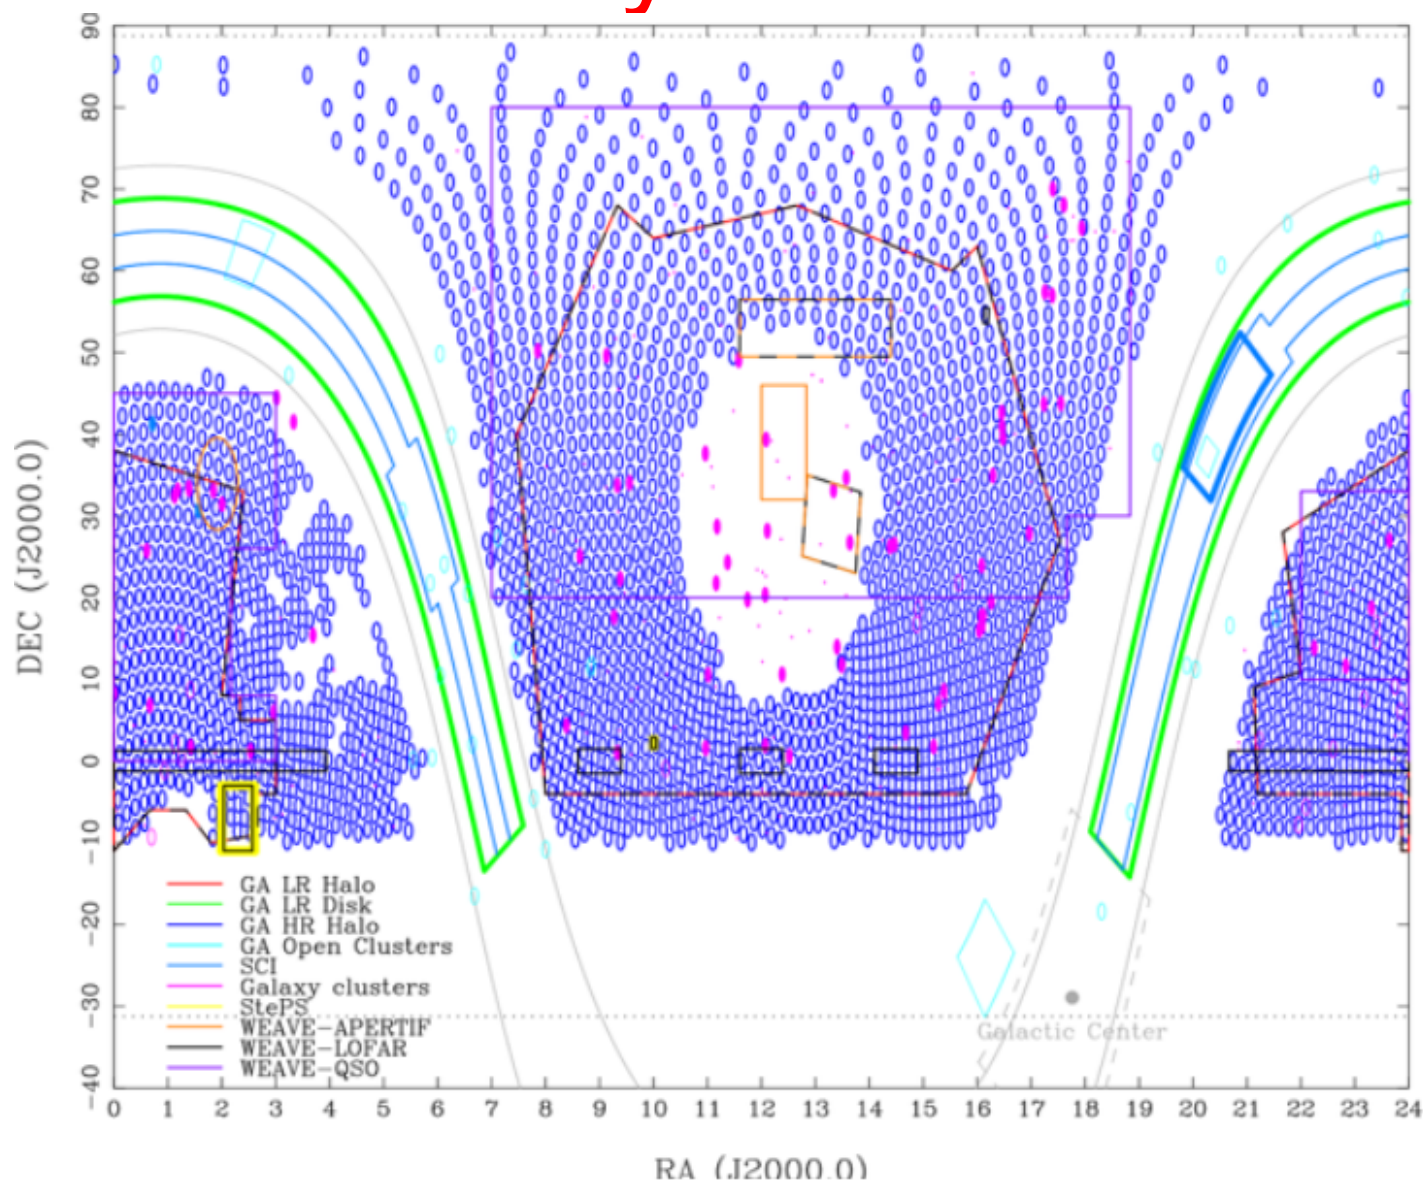 y
90
80
70
60
50
40
30
20
10
0
-10
-20
-30
-40
DEC (J2000.0)
GA LR Halo
GA LR Disk
GA HR Halo
GA Open Clusters
SCI
Galaxy clusters
StePS
WEAVE-APERTIF
WEAVE-LOFAR
WEAVE-QSO
Galactic Center
0 1 2 3 4 5 6 7 8 9 10 11 12 13 14 15 16 17 18 19 20 21 22 23 24
RA (J2000.0)